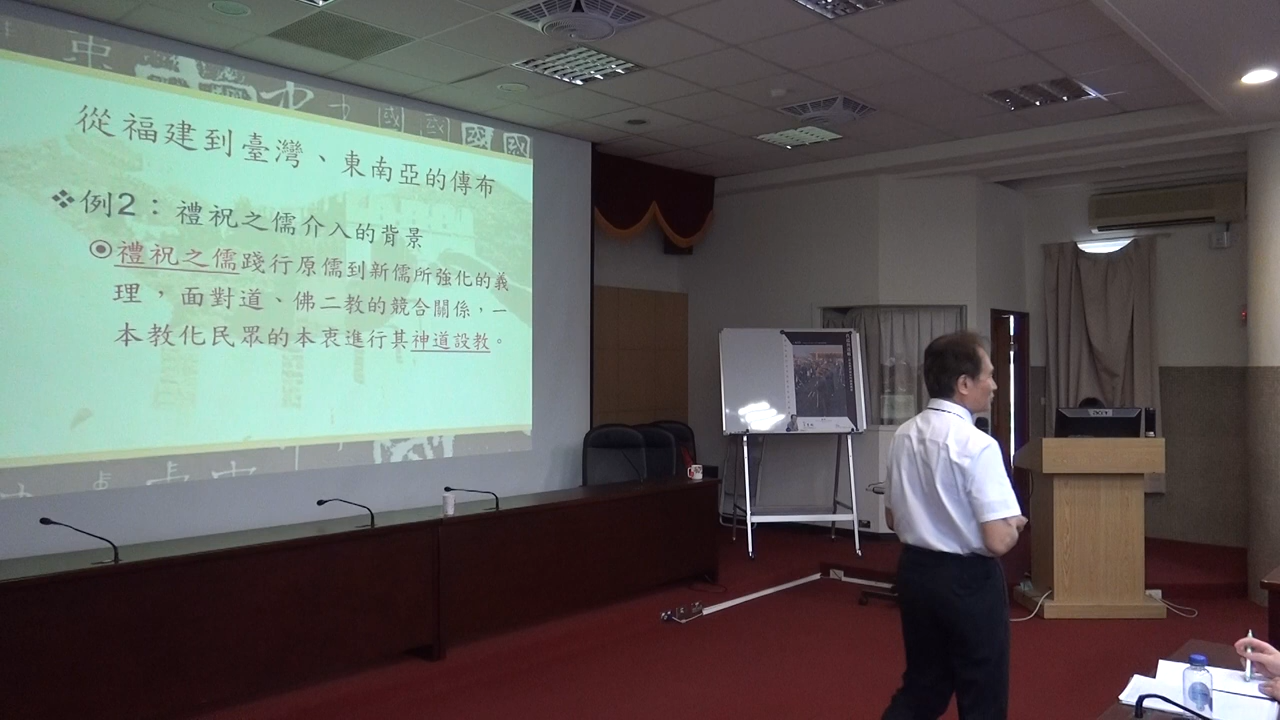 從福建到臺灣、東南亞的傳布
例2：禮祝之儒介入的背景
禮祝之儒踐行原儒到新儒所強化的義
理，面對道、佛二教的競合關係，一
本教化民眾的本衷進行其神道設教。
acer